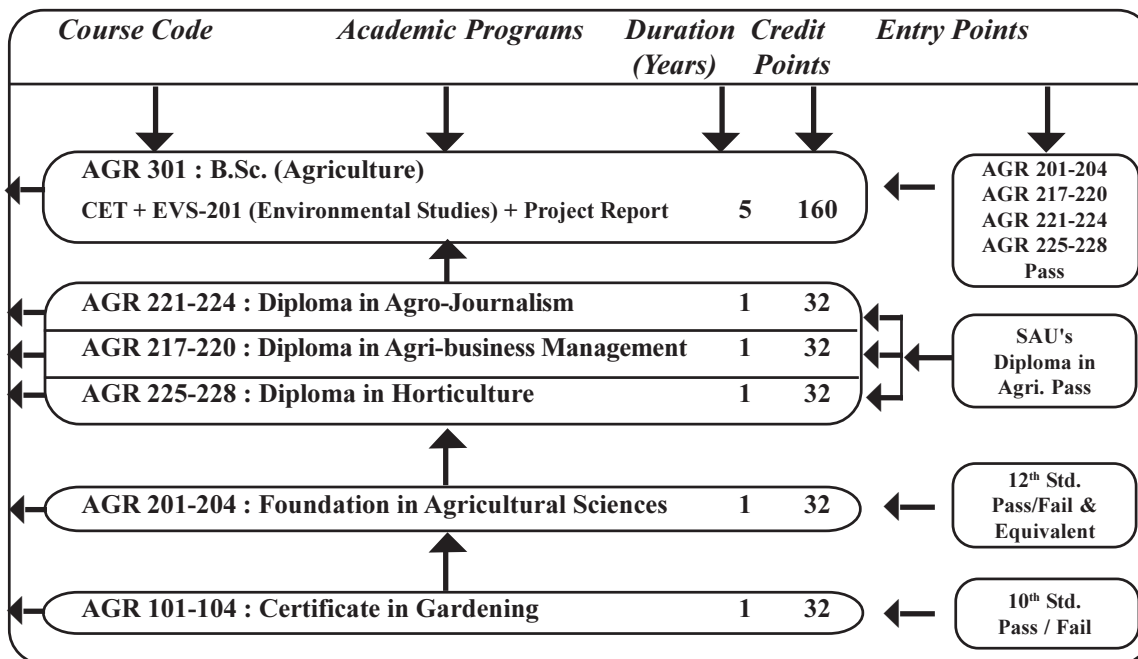 Course Code Academic Programs Duration Credit Entry Points
(Years) Points
AGR 301 : B.Sc. (Agriculture)
CET + EVS-201 (Environmental Studies) + Project Report 5 160
AGR 201-204
AGR 217-220
AGR 221-224
AGR 225-228
Pass
AGR 221-224 : Diploma in Agro-Journalism 1 32
AGR 217-220 : Diploma in Agri-business Management 1 32
AGR 225-228 : Diploma in Horticulture 1 32
SAU's
Diploma in
Agri. Pass
AGR 201-204 : Foundation in Agricultural Sciences 1 32
12th Std.
Pass/Fail &
Equivalent
AGR 101-104 : Certificate in Gardening 1 32
10th Std.
Pass / Fail